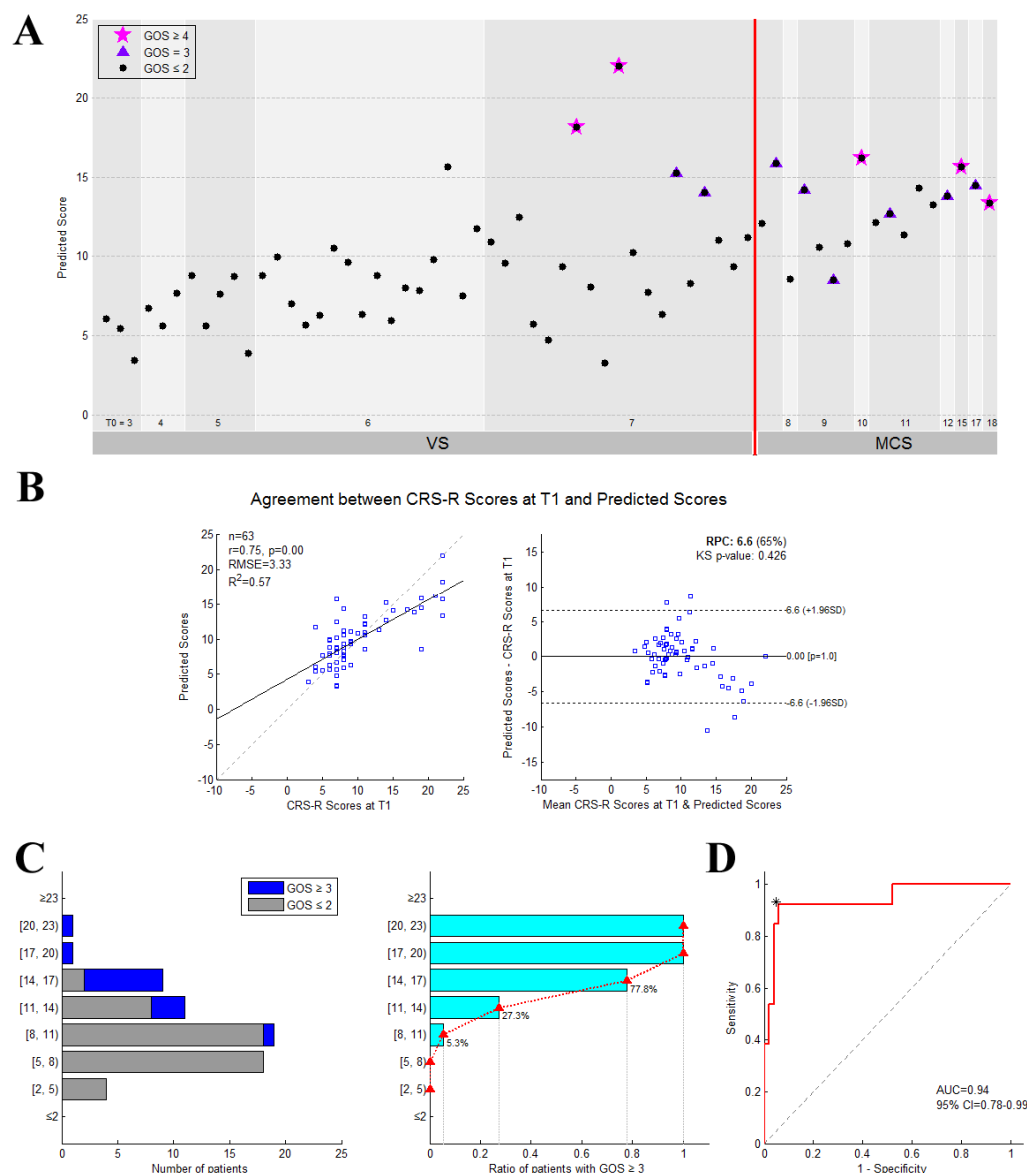 A
GOS ≥ 4
GOS = 3
GOS ≤ 2
25
20
15
10
5
0
Predicted Score
T0 = 3 4 5 6 7 8 9 10 11 12 15 17 18
VS MCS
B
Agreement between CRS-R Scores at T1 and Predicted Scores
n=63
r=0.75, p=0.00
RMSE=3.33
R²=0.57
25
20
15
10
5
0
-5
-10
Predicted Scores
-10 -5 0 5 10 15 20 25
CRS-R Scores at T1
RPC: 6.6 (65%)
KS p-value: 0.426
15
10
5
0
-5
-10
-15
Predicted Scores - CRS-R Scores at T1
6.6 (+1.96SD)
0.00 [p=1.0]
-6.6 (-1.96SD)
-10 -5 0 5 10 15 20 25
Mean CRS-R Scores at T1 & Predicted Scores
C
GOS ≥ 3
GOS ≤ 2
≥23
[20, 23)
[17, 20)
[14, 17)
[11, 14)
[8, 11)
[5, 8)
[2, 5)
≤2
0 5 10 15 20 25
Number of patients
≥23
[20, 23)
[17, 20)
[14, 17)
[11, 14)
[8, 11)
[5, 8)
[2, 5)
≤2
77.8%
27.3%
5.3%
0 0.2 0.4 0.6 0.8 1
Ratio of patients with GOS ≥ 3
D
1
0.8
0.6
0.4
0.2
0
Sensitivity
AUC=0.94
95% CI=0.78-0.99
0.2 0.4 0.6 0.8 1
1 - Specificity